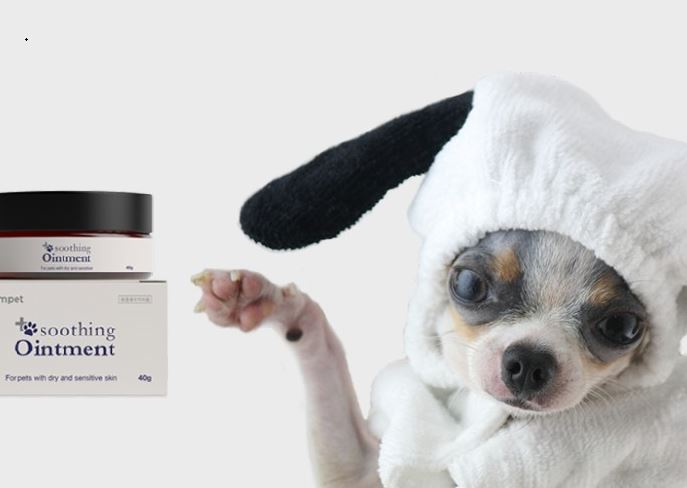 soothing
Ointment
For pets with dry and sensitive
40g
mpet
soothing
Ointment
For pets with dry and sensitive skin 40g